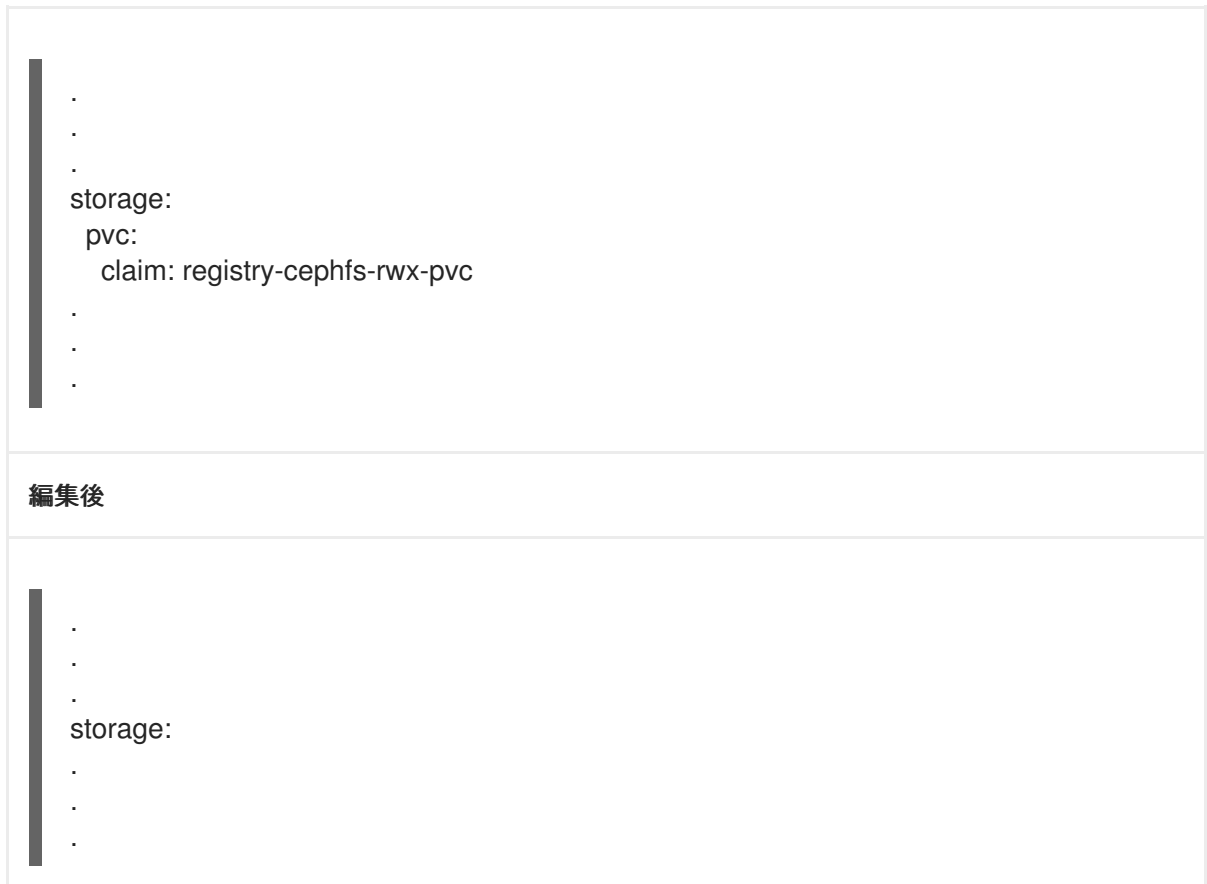 .
.
.
storage:
  pvc:
    claim: registry-cephfs-rwx-pvc
.
.
.
編集後
.
.
.
storage:
.
.
.